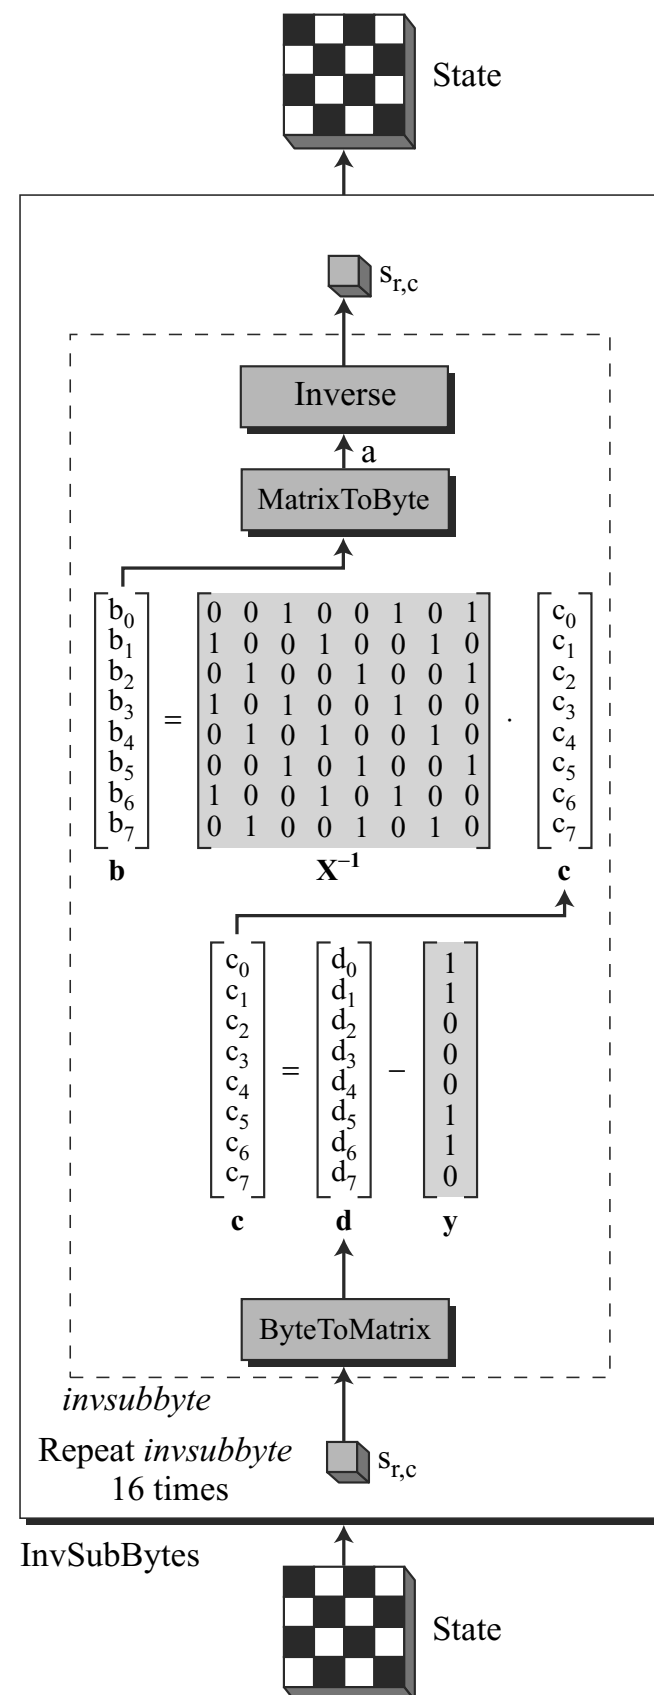 State
s_r,c
Inverse
a
MatrixToByte
b_0 0 0 1 0 0 1 0 1 c_0
b_1 1 0 0 1 0 0 1 0 c_1
b_2 0 1 0 0 1 0 0 1 c_2
b_3 = 1 0 1 0 0 1 0 0 · c_3
b_4 0 1 0 1 0 0 1 0 c_4
b_5 0 0 1 0 1 0 0 1 c_5
b_6 1 0 0 1 0 1 0 0 c_6
b_7 0 1 0 0 1 0 1 0 c_7
b X^–1 c
c_0 d_0 1
c_1 d_1 1
c_2 d_2 0
c_3 = d_3 – 0
c_4 d_4 0
c_5 d_5 1
c_6 d_6 1
c_7 d_7 0
c d y
ByteToMatrix
invsubbyte
Repeat invsubbyte
16 times
s_r,c
InvSubBytes
State